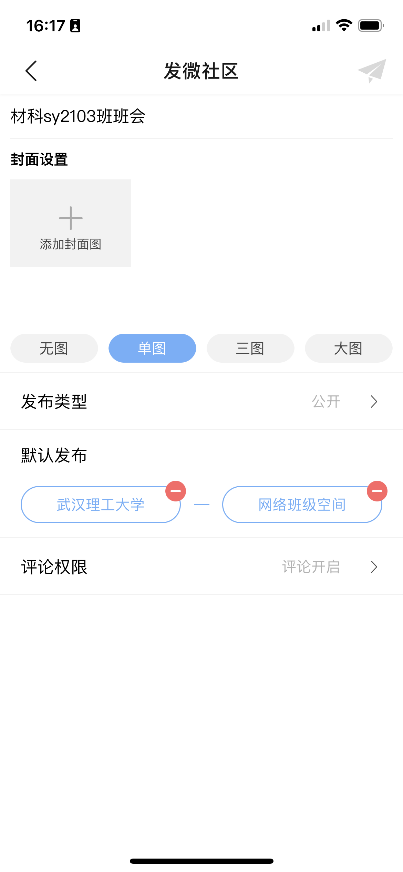 16:17
发微社区
材科sy2103班班会
封面设置
添加封面图
无图 单图 三图 大图
发布类型 公开
默认发布
武汉理工大学 网络班级空间
评论权限 评论开启